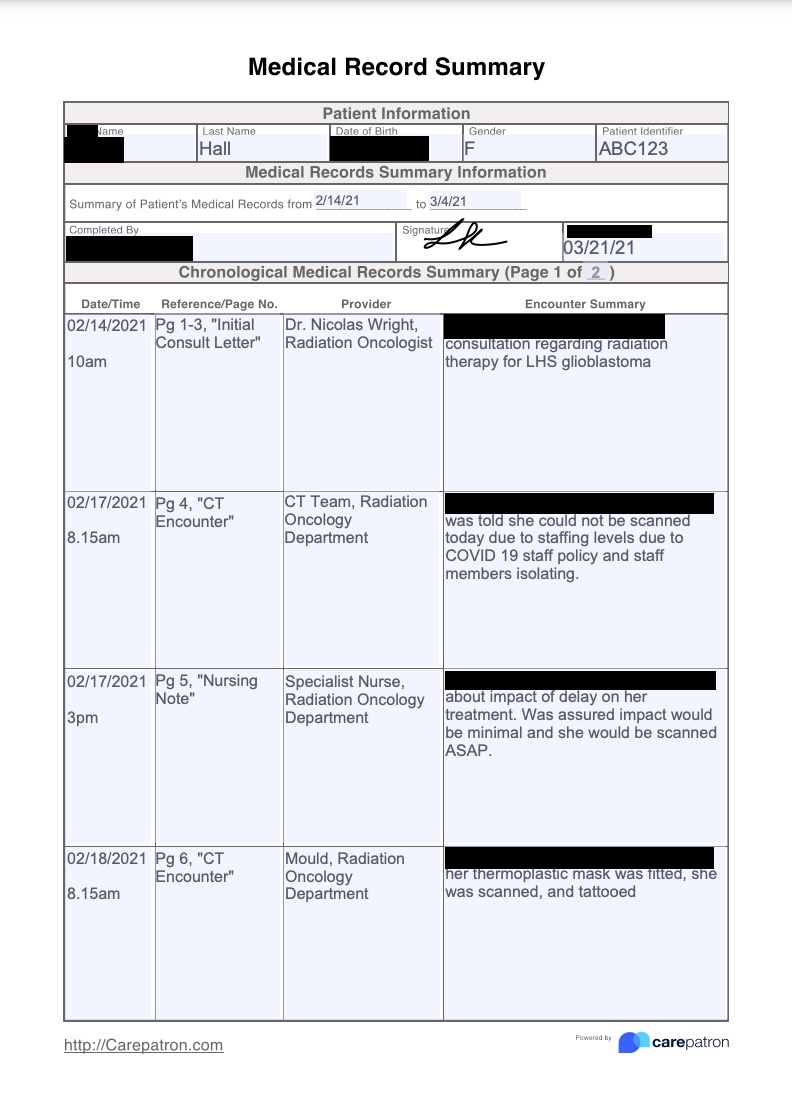 Medical Record Summary
Patient Information
Name Last Name Date of Birth Gender Patient Identifier
Hall F ABC123
Medical Records Summary Information
Summary of Patient's Medical Records from 2/14/21 to 3/4/21
Completed By Signature
03/21/21
Chronological Medical Records Summary (Page 1 of 2 )
Date/Time Reference/Page No. Provider Encounter Summary
02/14/2021
10am
Pg 1-3, "Initial
Consult Letter"
Dr. Nicolas Wright,
Radiation Oncologist
consultation regarding radiation
therapy for LHS glioblastoma
02/17/2021
8.15am
Pg 4, "CT
Encounter"
CT Team, Radiation
Oncology
Department
was told she could not be scanned
today due to staffing levels due to
COVID 19 staff policy and staff
members isolating.
02/17/2021
3pm
Pg 5, "Nursing
Note"
Specialist Nurse,
Radiation Oncology
Department
about impact of delay on her
treatment. Was assured impact would
be minimal and she would be scanned
ASAP.
02/18/2021
8.15am
Pg 6, "CT
Encounter"
Mould, Radiation
Oncology
Department
her thermoplastic mask was fitted, she
was scanned, and tattooed
http://Carepatron.com
Powered by carepatron